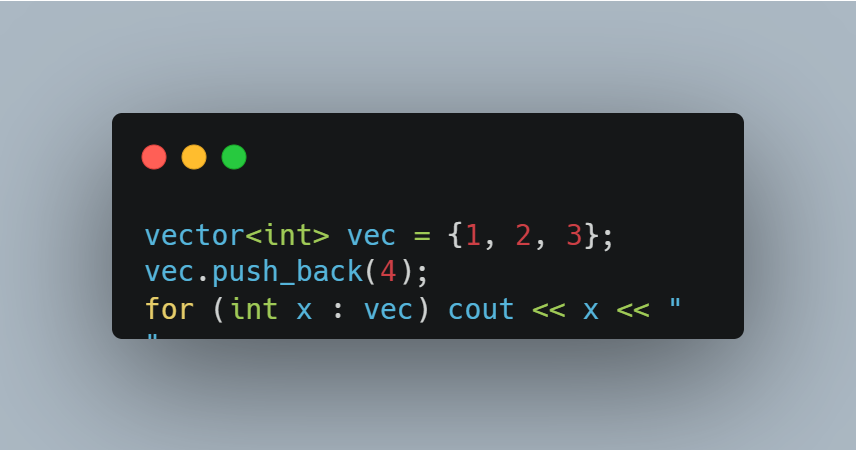 vector<int> vec = {1, 2, 3};
vec.push_back(4);
for (int x : vec) cout << x << "
"